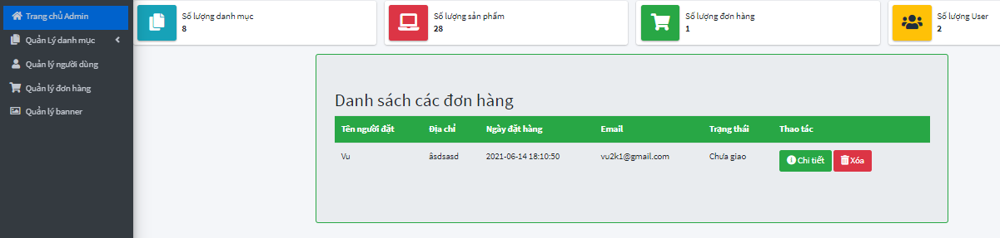 Trang chủ Admin
Quản Lý danh mục
Quản lý người dùng
Quản lý đơn hàng
Quản lý banner
Số lượng danh mục
8
Số lượng sản phẩm
28
Số lượng đơn hàng
1
Số lượng User
2
Danh sách các đơn hàng
Tên người đặt Địa chỉ Ngày đặt hàng Email Trạng thái Thao tác
Vu âsdsasd 2021-06-14 18:10:50 vu2k1@gmail.com Chưa giao Chi tiết Xóa